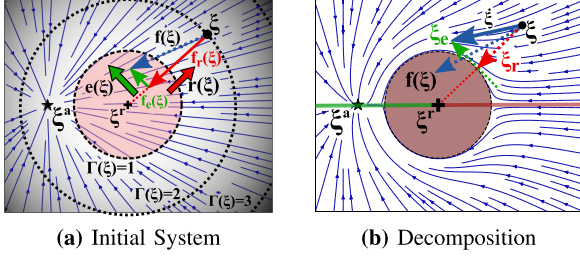 ξ
f(ξ)
f_r(ξ)
e(ξ)
r(ξ)
f_e(ξ)
ξ^a
ξ^r
Γ(ξ)=1
Γ(ξ)=2
Γ(ξ)=3
(a) Initial System
ξ̇
ξ
ξ_e
ξ_r
f(ξ)
ξ^a
ξ^r
(b) Decomposition